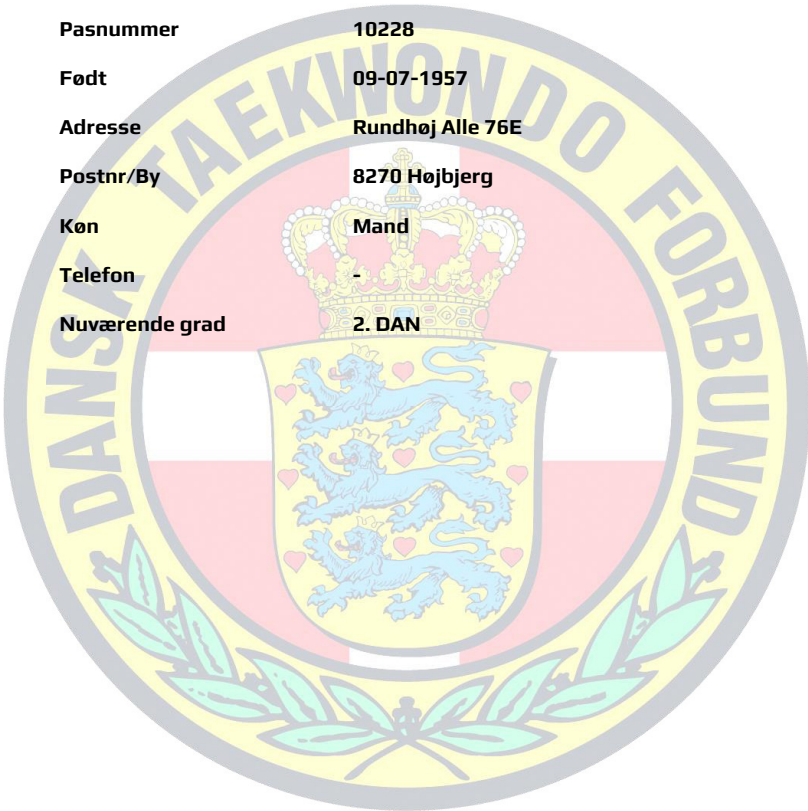 Pasnummer 10228
Født 09-07-1957
Adresse Rundhøj Alle 76E
Postnr/By 8270 Højbjerg
Køn Mand
Telefon -
Nuværende grad 2. DAN
DANSK TAEKWONDO FORBUND